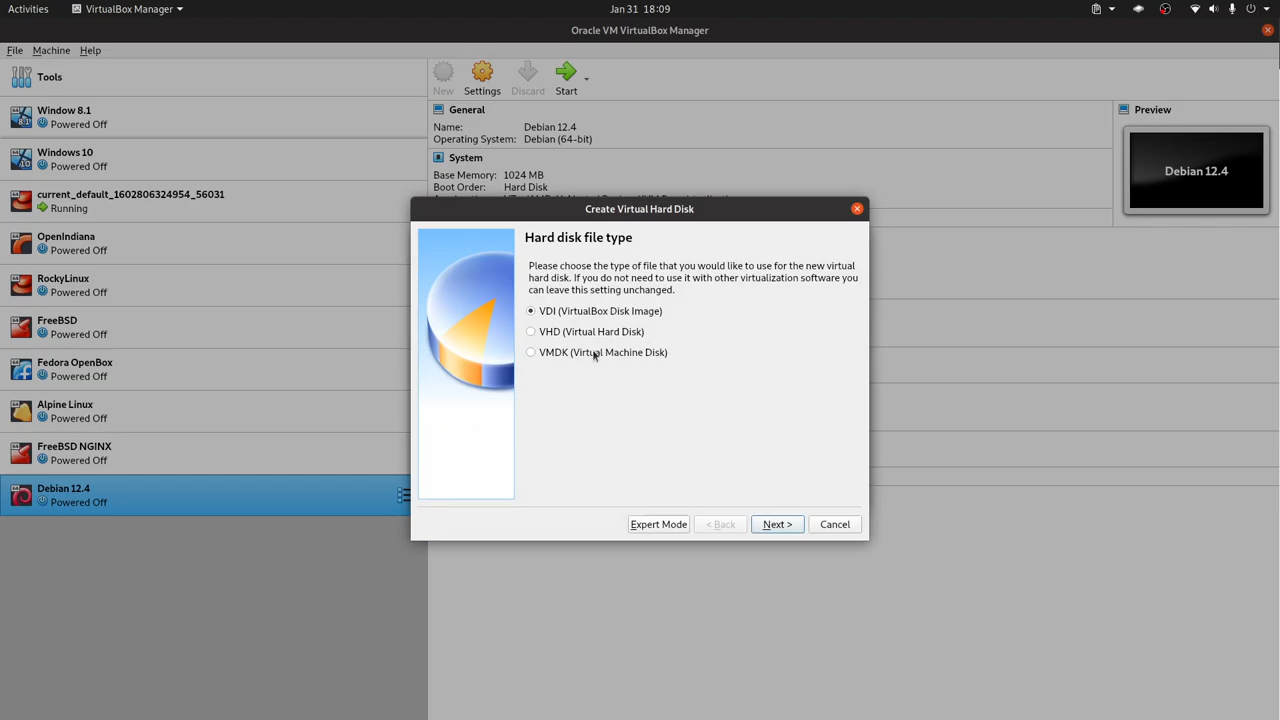 Activities
VirtualBox Manager
Jan 31 18:09
Oracle VM VirtualBox Manager
File Machine Help
Tools
New Settings Discard Start
Window 8.1
Powered Off
Windows 10
Powered Off
current_default_1602806324954_56031
Running
OpenIndiana
Powered Off
RockyLinux
Powered Off
FreeBSD
Powered Off
Fedora OpenBox
Powered Off
Alpine Linux
Powered Off
FreeBSD NGINX
Powered Off
Debian 12.4
Powered Off
General
Name: Debian 12.4
Operating System: Debian (64-bit)
System
Base Memory: 1024 MB
Boot Order: Hard Disk
Preview
Debian 12.4
Create Virtual Hard Disk
Hard disk file type
Please choose the type of file that you would like to use for the new virtual
hard disk. If you do not need to use it with other virtualization software you
can leave this setting unchanged.
VDI (VirtualBox Disk Image)
VHD (Virtual Hard Disk)
VMDK (Virtual Machine Disk)
Expert Mode < Back Next > Cancel